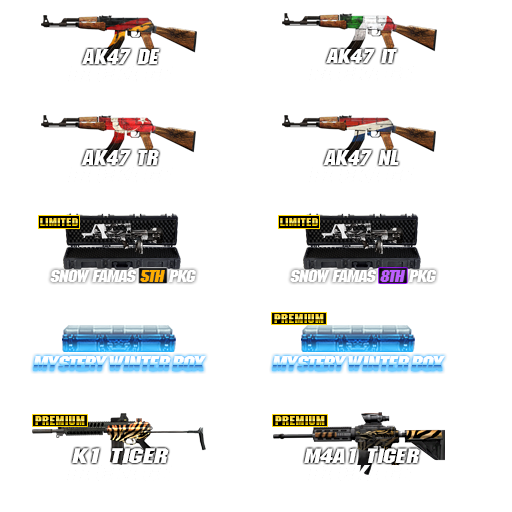 AK47 DE
AK47 IT
AK47 TR
AK47 NL
LIMITED
SNOW FAMAS 5TH PKG
LIMITED
SNOW FAMAS 8TH PKG
MYSTERY WINTER BOX
PREMIUM
MYSTERY WINTER BOX
PREMIUM
K1 TIGER
PREMIUM
M4A1 TIGER